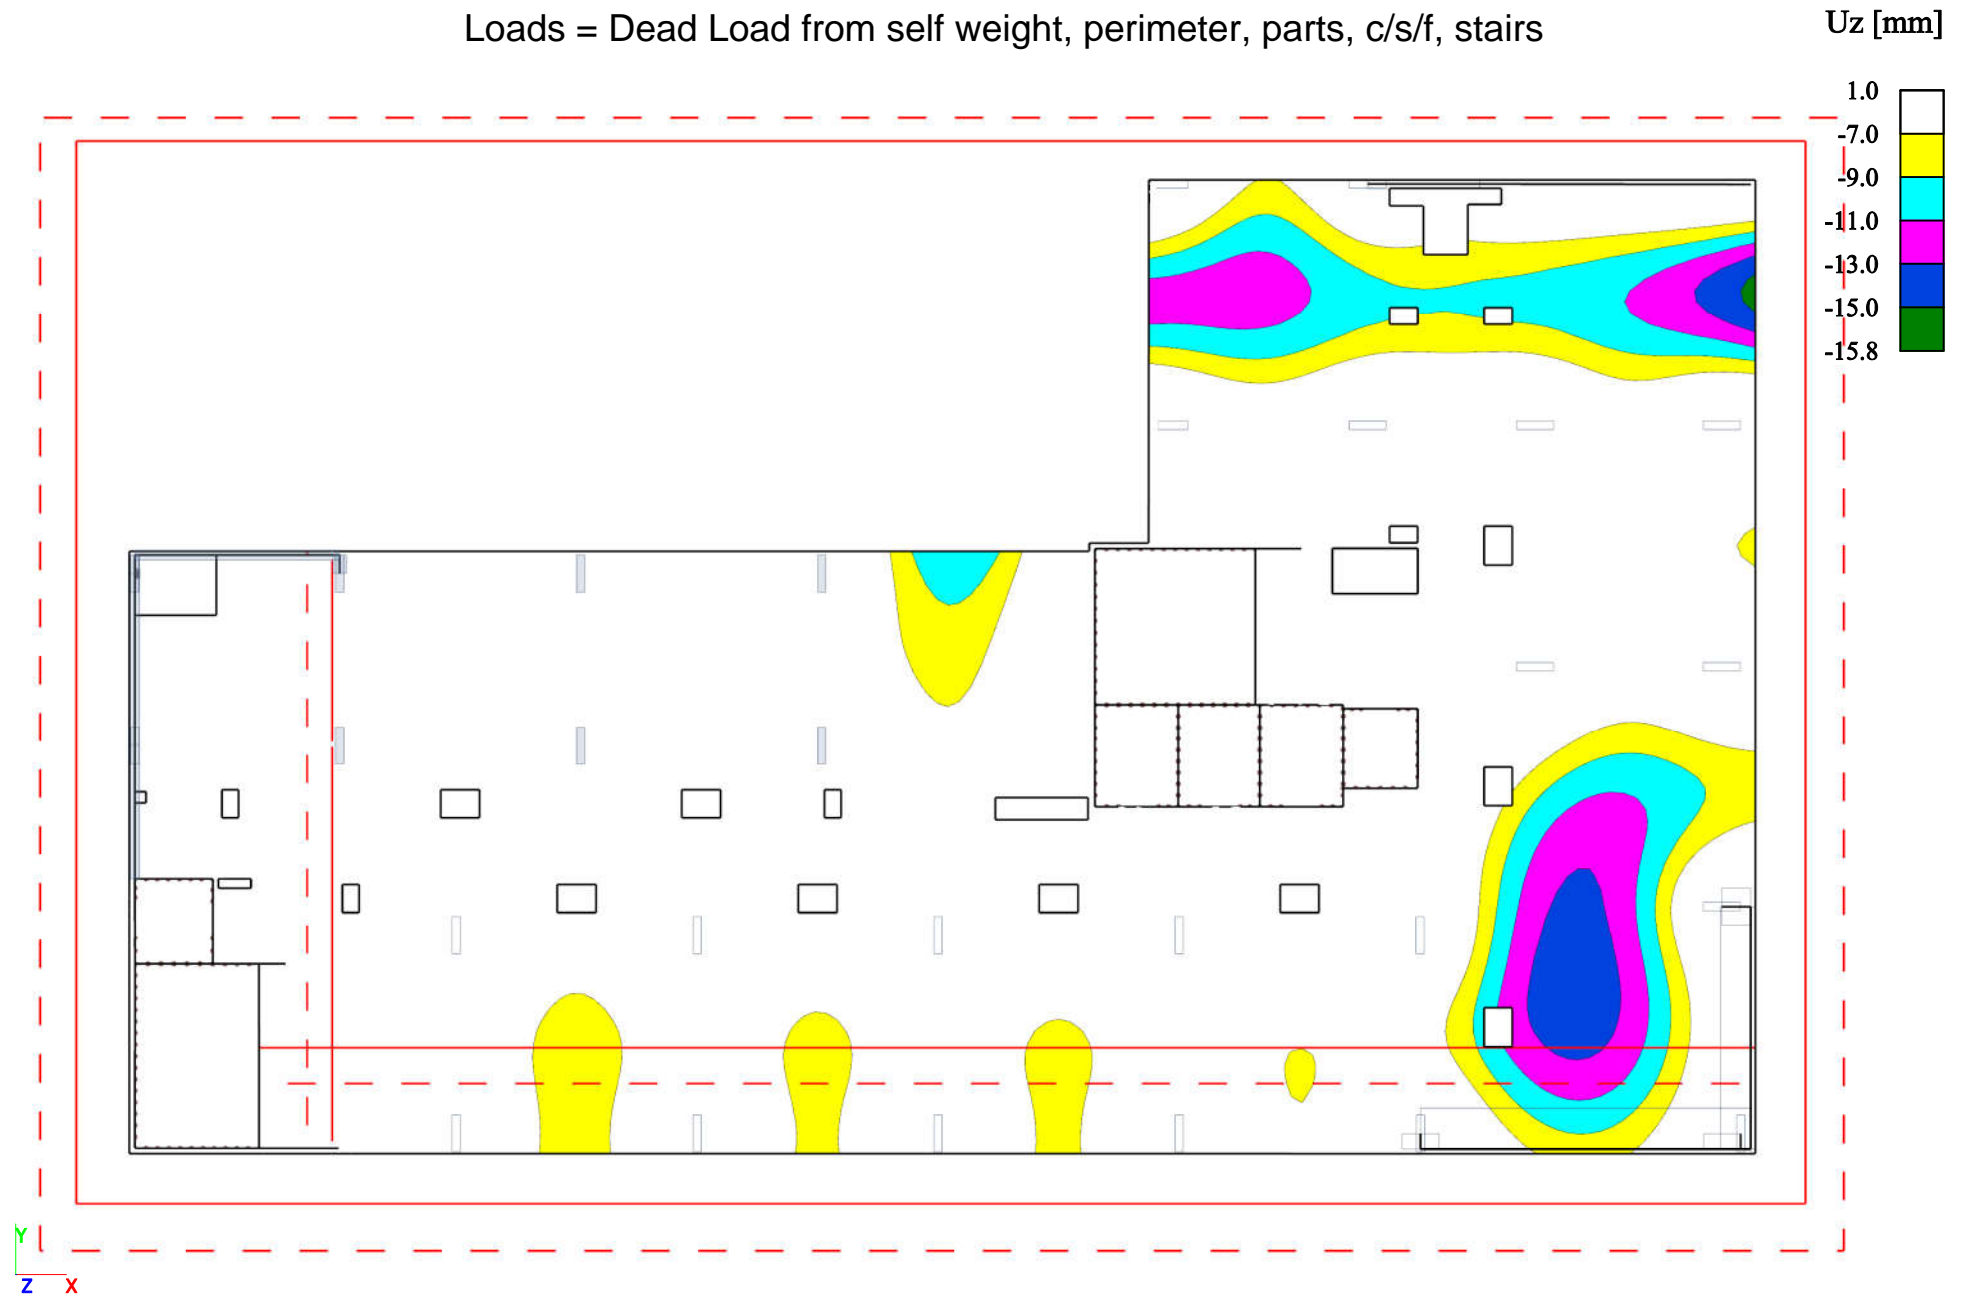 Loads = Dead Load from self weight, perimeter, parts, c/s/f, stairs
Uz [mm]
1.0
-7.0
-9.0
-11.0
-13.0
-15.0
-15.8
Y
Z X